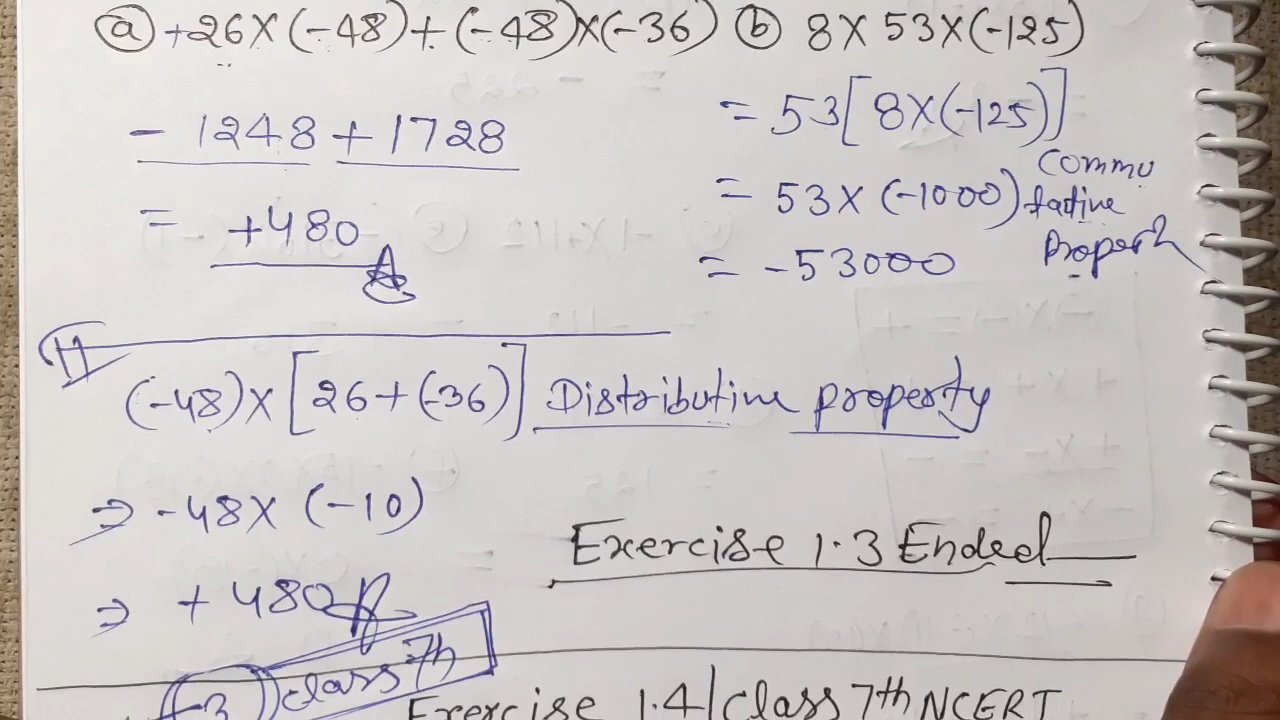 ⓐ +26×(-48)+(-48)×(-36) ⓑ 8×53×(-125)
- 1248 + 1728
= +480
= 53[8×(-125)]
= 53×(-1000)
= -53000
Commu
tative
Property
II
(-48)×[26+(-36)] Distributive property
⇒ -48×(-10)
⇒ +480
Exercise 1.3 Ended
class 7th
Exercise 1.4/class 7th NCERT